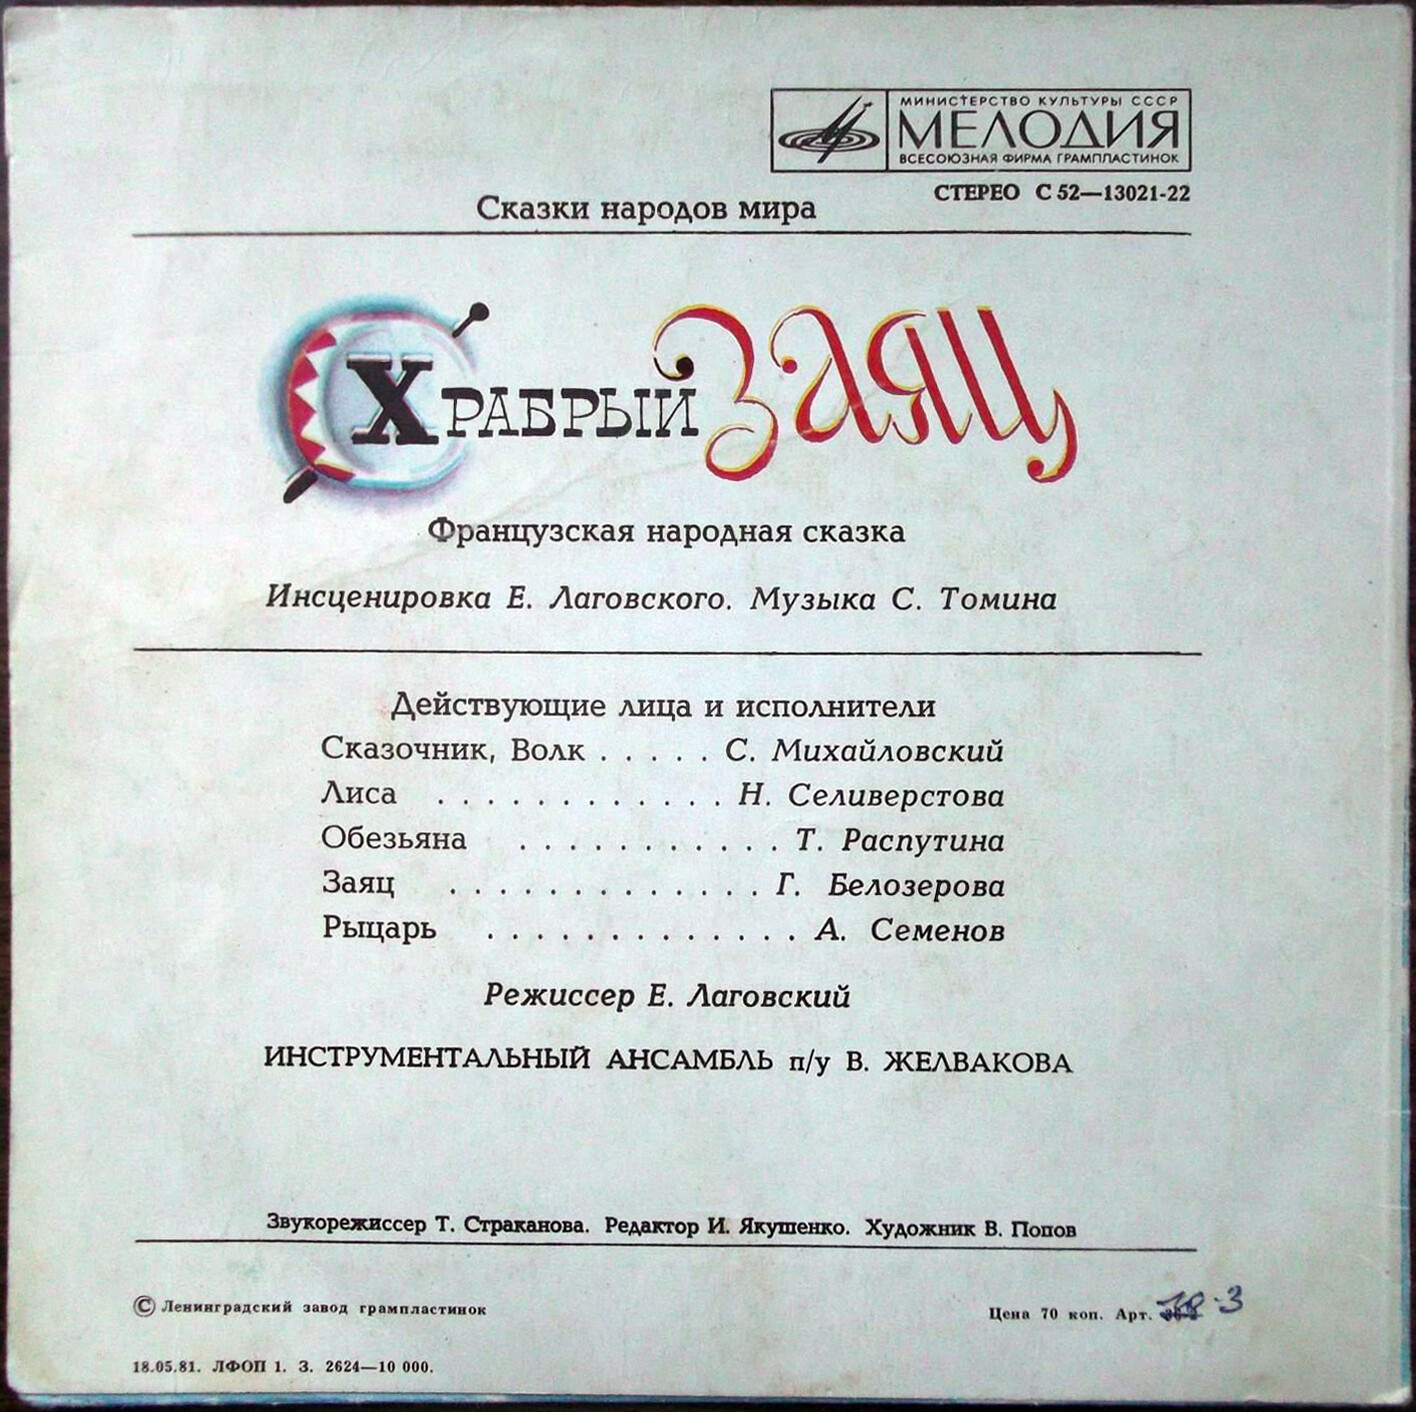 МИНИСТЕРСТВО КУЛЬТУРЫ СССР
МЕЛОДИЯ
ВСЕСОЮЗНАЯ ФИРМА ГРАМПЛАСТИНОК
СТЕРЕО С 52—13021-22
Сказки народов мира
ХРАБРЫЙ ЗАЯЦ
Французская народная сказка
Инсценировка Е. Лаговского. Музыка С. Томина
Действующие лица и исполнители
Сказочник, Волк . . . . . С. Михайловский
Лиса . . . . . . . . . . . . Н. Селиверстова
Обезьяна . . . . . . . . . . . Т. Распутина
Заяц . . . . . . . . . . . . . Г. Белозерова
Рыцарь . . . . . . . . . . . . . А. Семенов
Режиссер Е. Лаговский
ИНСТРУМЕНТАЛЬНЫЙ АНСАМБЛЬ п/у В. ЖЕЛВАКОВА
Звукорежиссер Т. Страканова. Редактор И. Якушенко. Художник В. Попов
© Ленинградский завод грампластинок
Цена 70 коп. Арт. 18-3
18.05.81. ЛФОП 1. З. 2624—10 000.